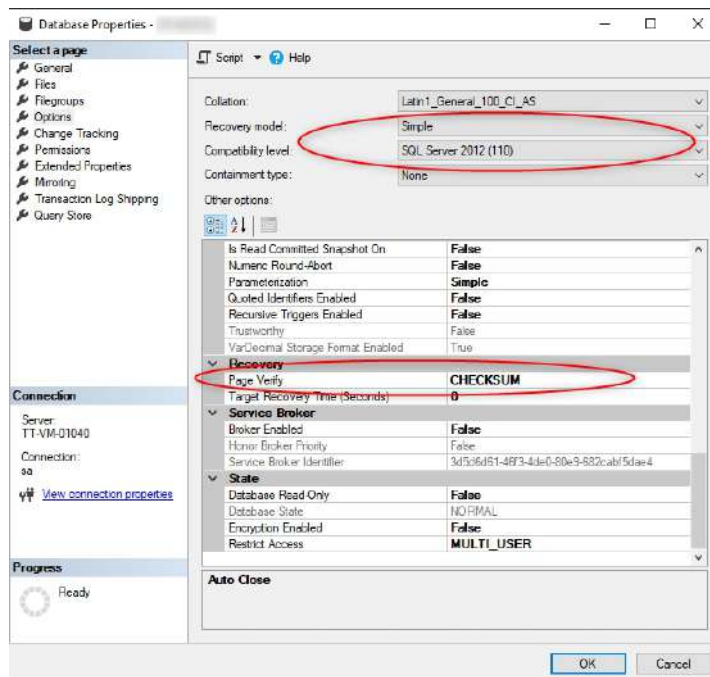 Database Properties -
Select a page
General
Files
Filegroups
Options
Change Tracking
Permissions
Extended Properties
Mirroring
Transaction Log Shipping
Query Store
Connection
Server:
TT-VM-01040
Connection:
sa
View connection properties
Progress
Ready
Script
Help
Collation: Latin1_General_100_CI_AS
Recovery model: Simple
Compatibility level: SQL Server 2012 (110)
Containment type: None
Other options:
Is Read Committed Snapshot On False
Numeric Round-Abort False
Parameterization Simple
Quoted Identifiers Enabled False
Recursive Triggers Enabled False
Trustworthy False
VarDecimal Storage Format Enabled True
Recovery
Page Verify CHECKSUM
Target Recovery Time (Seconds) 0
Service Broker
Broker Enabled False
Honor Broker Priority False
Service Broker Identifier
State
Database Read Only False
Database State NORMAL
Encryption Enabled False
Restrict Access MULTI_USER
Auto Close
OK Cancel